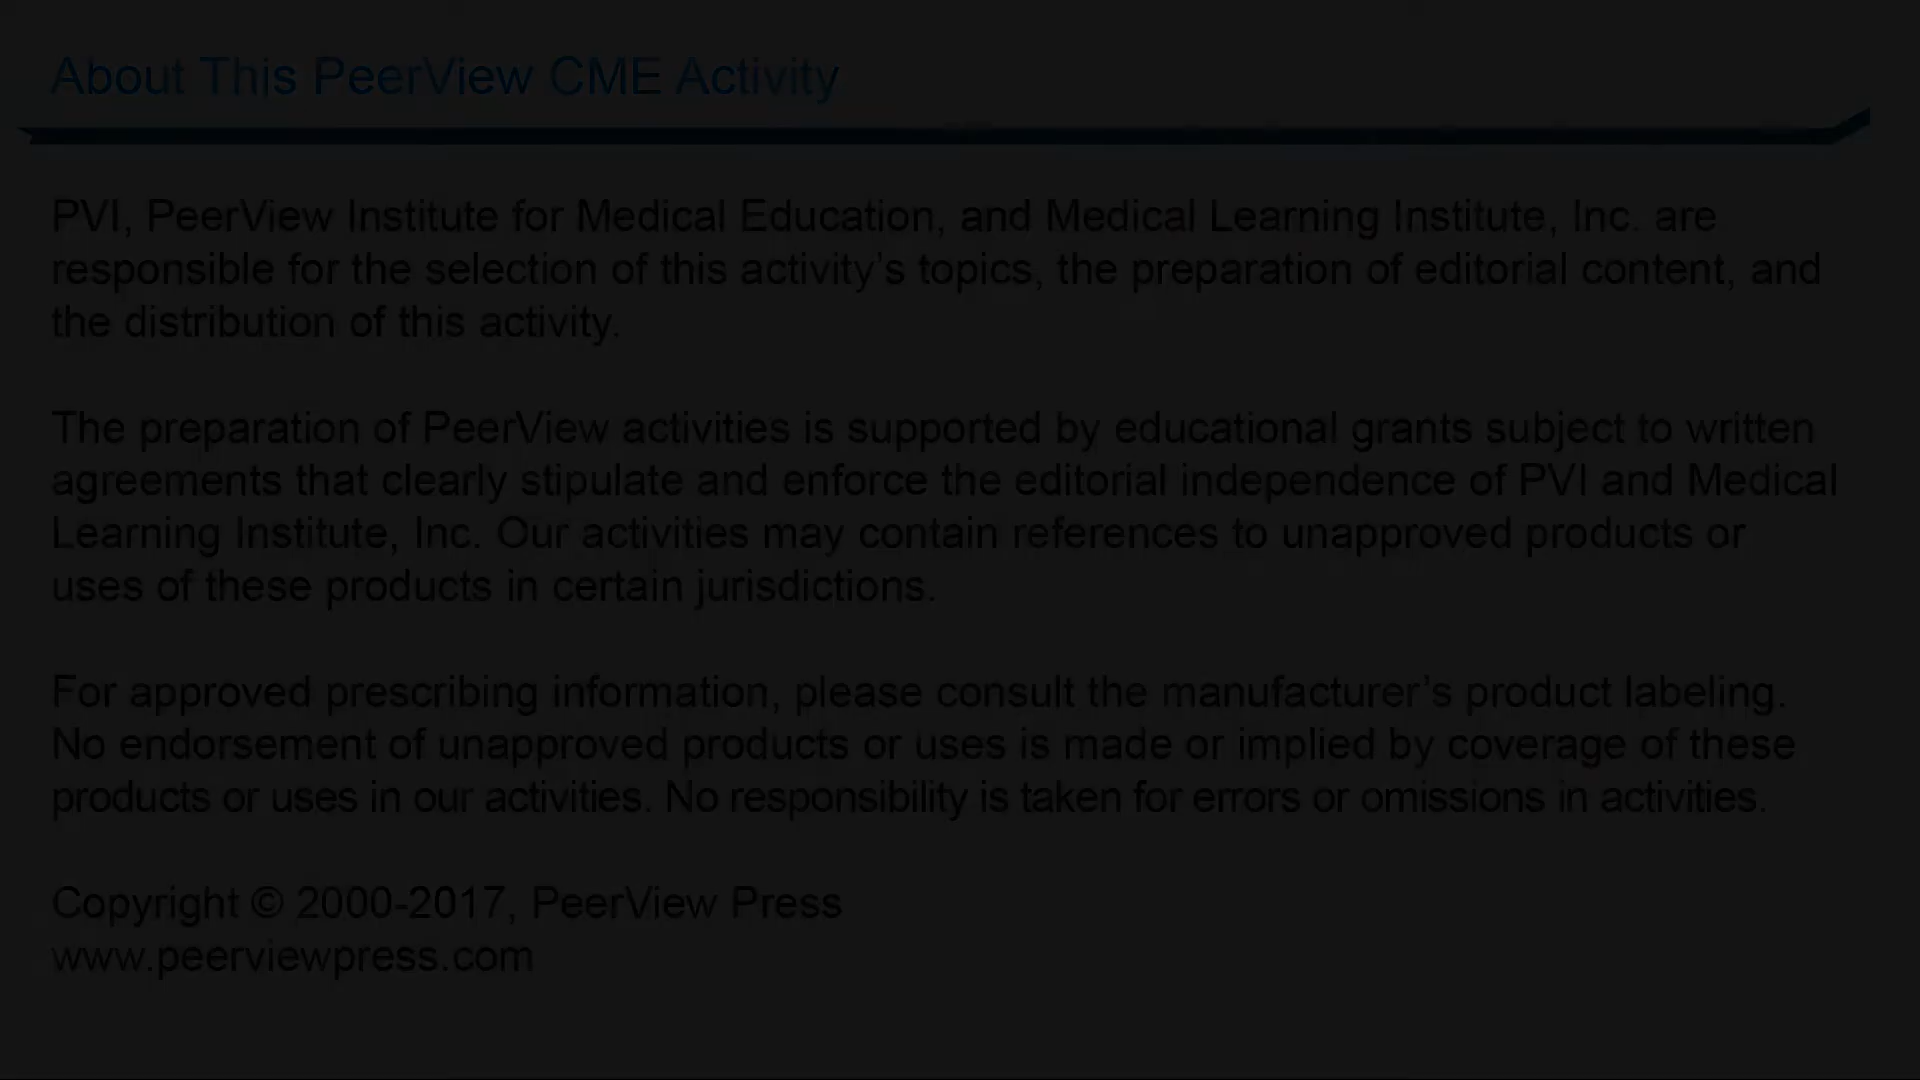 About This PeerView CME Activity
PVI, PeerView Institute for Medical Education, and Medical Learning Institute, Inc. are
responsible for the selection of this activity’s topics, the preparation of editorial content, and
the distribution of this activity.
The preparation of PeerView activities is supported by educational grants subject to written
agreements that clearly stipulate and enforce the editorial independence of PVI and Medical
Learning Institute, Inc. Our activities may contain references to unapproved products or
uses of these products in certain jurisdictions.
For approved prescribing information, please consult the manufacturer’s product labeling.
No endorsement of unapproved products or uses is made or implied by coverage of these
products or uses in our activities. No responsibility is taken for errors or omissions in activities.
Copyright © 2000-2017, PeerView Press
www.peerviewpress.com